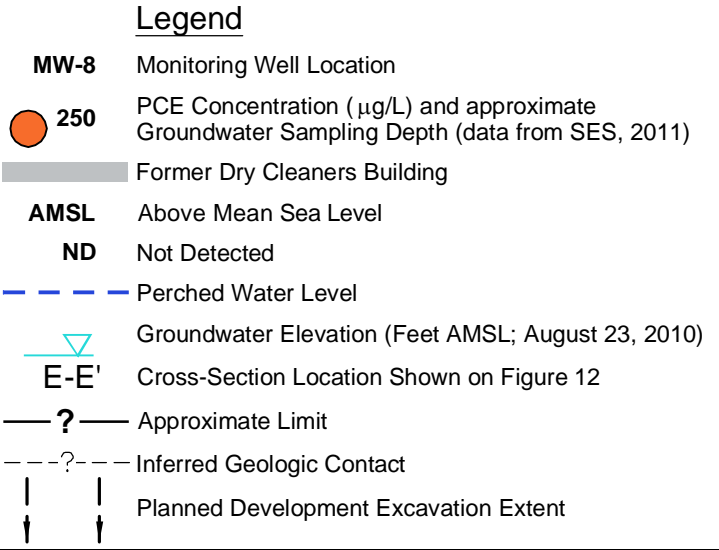 Legend
MW-8 Monitoring Well Location
250 PCE Concentration (µg/L) and approximate
Groundwater Sampling Depth (data from SES, 2011)
Former Dry Cleaners Building
AMSL Above Mean Sea Level
ND Not Detected
Perched Water Level
Groundwater Elevation (Feet AMSL; August 23, 2010)
E-E' Cross-Section Location Shown on Figure 12
? Approximate Limit
? Inferred Geologic Contact
Planned Development Excavation Extent